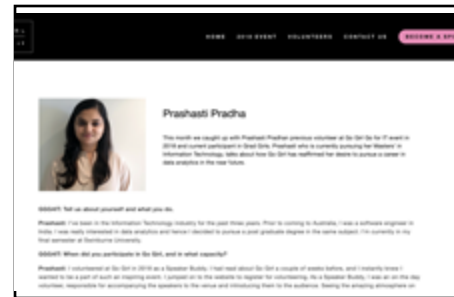 HOME 2019 EVENT VOLUNTEERS CONTACT US BECOME A SP
Prashasti Pradha
This month we caught up with Prashasti Pradhan previous volunteer at Go Girl Go for IT event in
2019 and current participant in Grad Girls. Prashasti who is currently pursuing her Masters' in
Information Technology, talks about how Go Girl has reaffirmed her desire to pursue a career in
data analytics in the near future.
GGG4IT: Tell us about yourself and what you do.
Prashasti: I've been in the Information Technology industry for the past three years. Prior to coming to Australia, I was a software engineer in
India. I was really interested in data analytics and hence I decided to pursue a post graduate degree in the same subject. I'm currently in my
final semester at Swinburne University.
GGG4IT: When did you participate in Go Girl, and in what capacity?
Prashasti: I volunteered at Go Girl in 2019 as a Speaker Buddy. I had read about Go Girl a couple of weeks before, and I instantly knew I
wanted to be a part of such an inspiring event. I jumped on to the website to register for volunteering. As a Speaker Buddy, I was an on the day
volunteer, responsible for accompanying the speakers to the venue and introducing them to the audience. Seeing the amazing atmosphere on